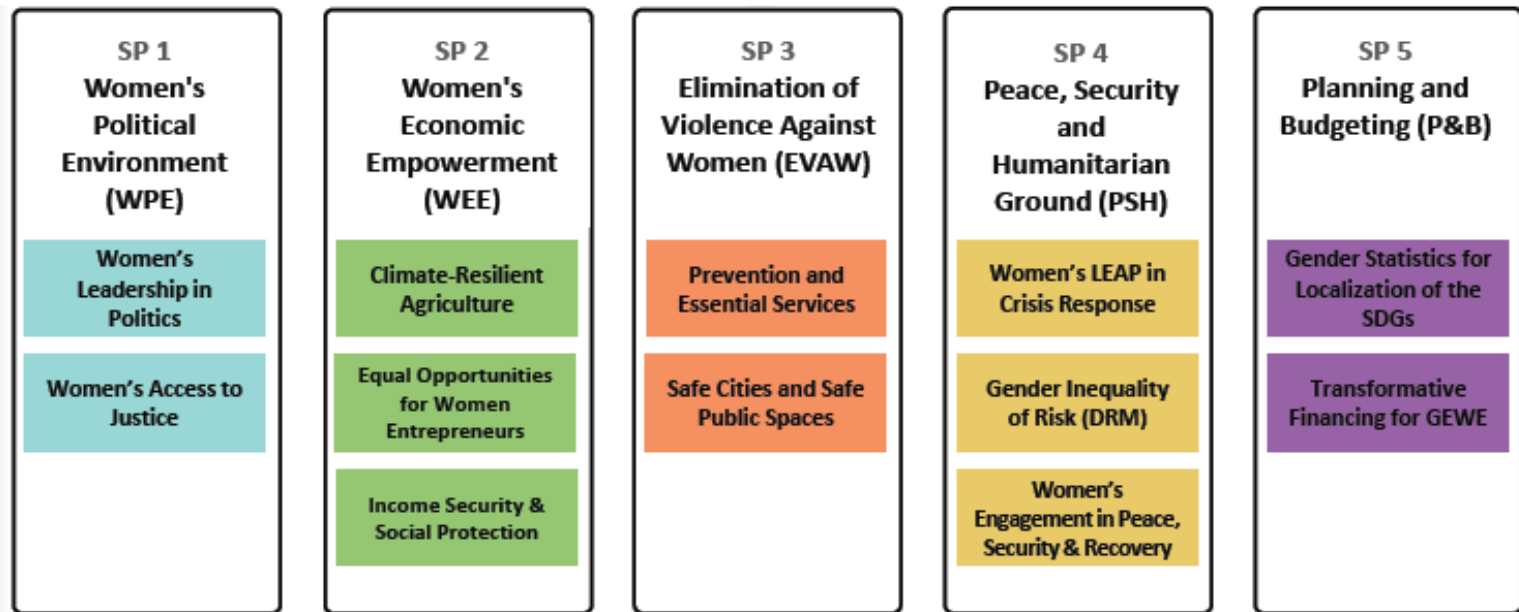 SP 1
Women's
Political
Environment
(WPE)
Women's
Leadership in
Politics
Women's Access to
Justice
SP 2
Women's
Economic
Empowerment
(WEE)
Climate-Resilient
Agriculture
Equal Opportunities
for Women
Entrepreneurs
Income Security &
Social Protection
SP 3
Elimination of
Violence Against
Women (EVAW)
Prevention and
Essential Services
Safe Cities and Safe
Public Spaces
SP 4
Peace, Security
and
Humanitarian
Ground (PSH)
Women's LEAP in
Crisis Response
Gender Inequality
of Risk (DRM)
Women's
Engagement in Peace,
Security & Recovery
SP 5
Planning and
Budgeting (P&B)
Gender Statistics for
Localization of the
SDGs
Transformative
Financing for GEWE